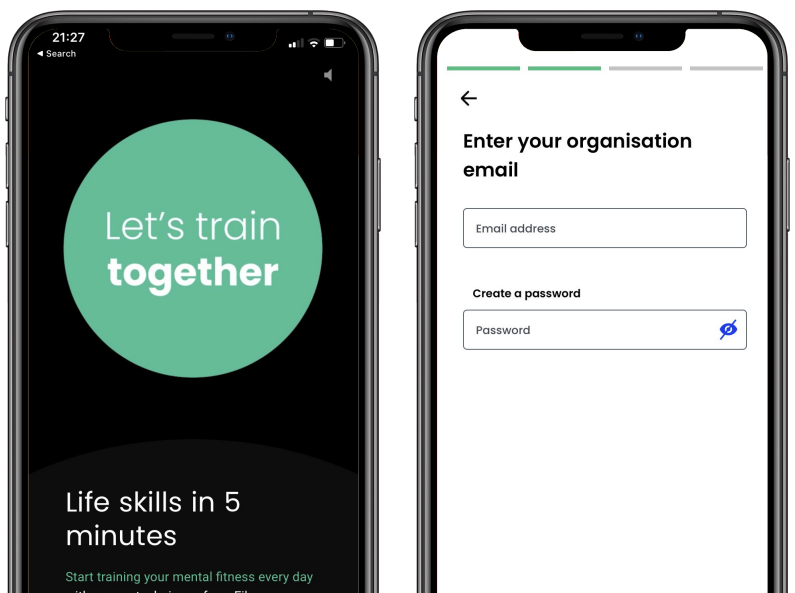 21:27
Search
Let's train
together
Life skills in 5
minutes
Start training your mental fitness every day
Enter your organisation
email
Email address
Create a password
Password